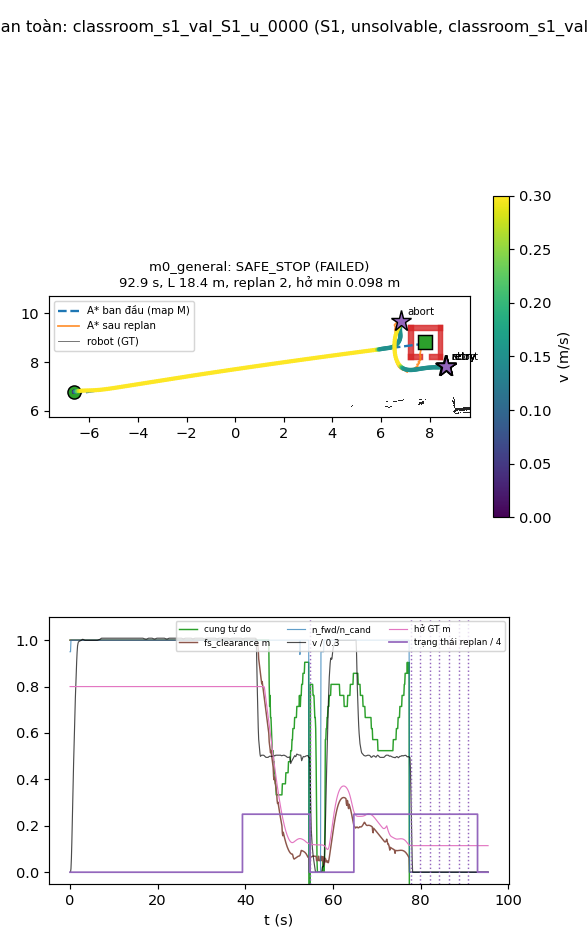 an toàn: classroom_s1_val_S1_u_0000 (S1, unsolvable, classroom_s1_val
m0_general: SAFE_STOP (FAILED)
92.9 s, L 18.4 m, replan 2, hở min 0.098 m
A* ban đầu (map M)
A* sau replan
robot (GT)
abort
10
8
6
−6
−4
−2
0
2
4
6
8
0.30
0.25
0.20
0.15
0.10
0.05
0.00
v (m/s)
cung tự do
fs_clearance m
n_fwd/n_cand
v / 0.3
hở GT m
trạng thái replan / 4
1.0
0.8
0.6
0.4
0.2
0.0
0
20
40
60
80
100
t (s)